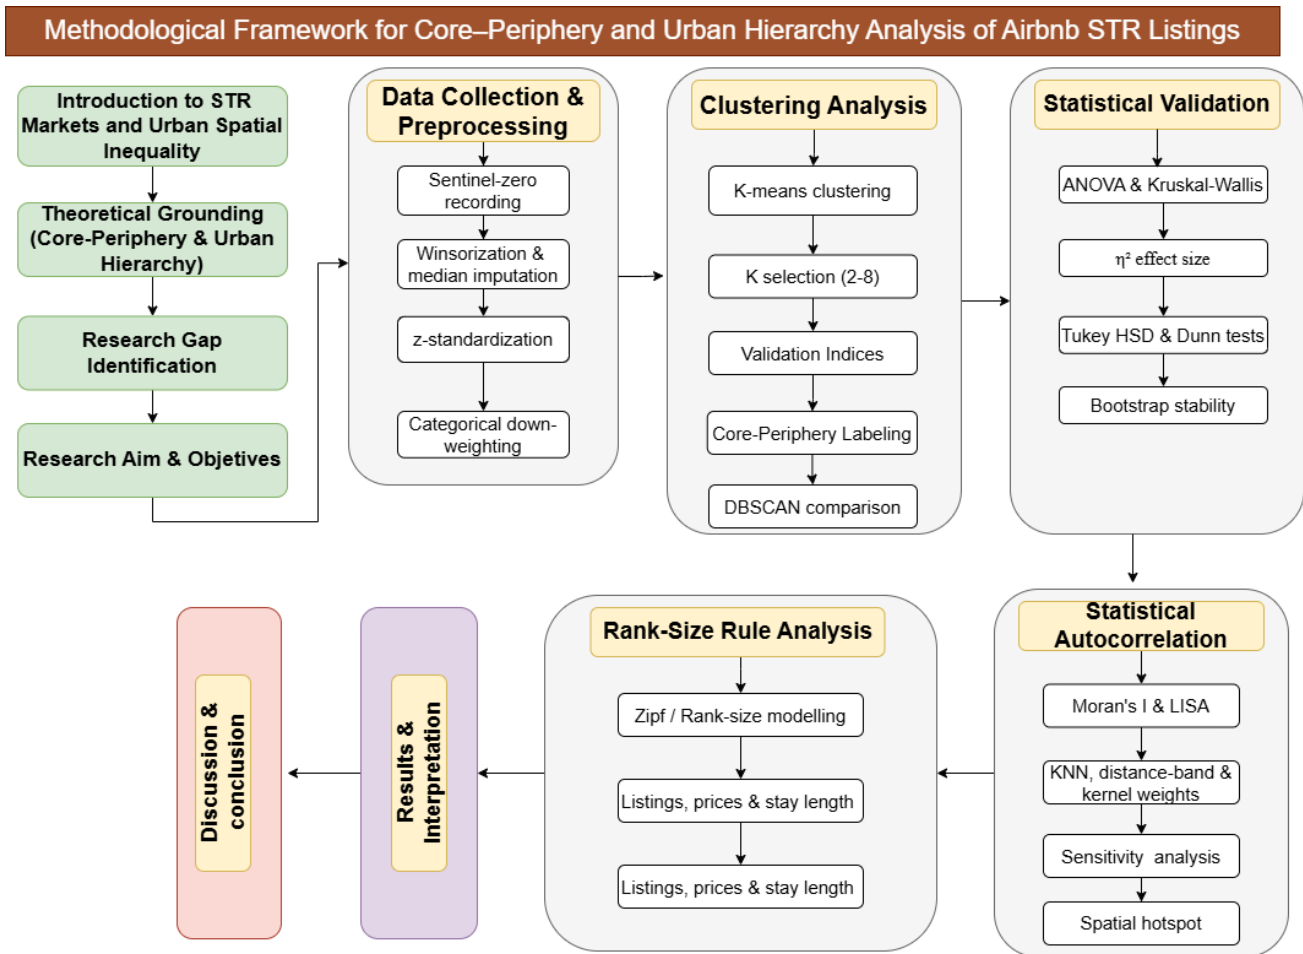 Methodological Framework for Core–Periphery and Urban Hierarchy Analysis of Airbnb STR Listings
Introduction to STR
Markets and Urban Spatial
Inequality
Theoretical Grounding
(Core-Periphery & Urban
Hierarchy)
Research Gap
Identification
Research Aim & Objetives
Data Collection &
Preprocessing
Sentinel-zero
recording
Winsorization &
median imputation
z-standardization
Categorical down-
weighting
Clustering Analysis
K-means clustering
K selection (2-8)
Validation Indices
Core-Periphery Labeling
DBSCAN comparison
Statistical Validation
ANOVA & Kruskal-Wallis
η² effect size
Tukey HSD & Dunn tests
Bootstrap stability
Statistical
Autocorrelation
Moran's I & LISA
KNN, distance-band &
kernel weights
Sensitivity analysis
Spatial hotspot
Rank-Size Rule Analysis
Zipf / Rank-size modelling
Listings, prices & stay length
Listings, prices & stay length
Results &
Interpretation
Discussion &
conclusion